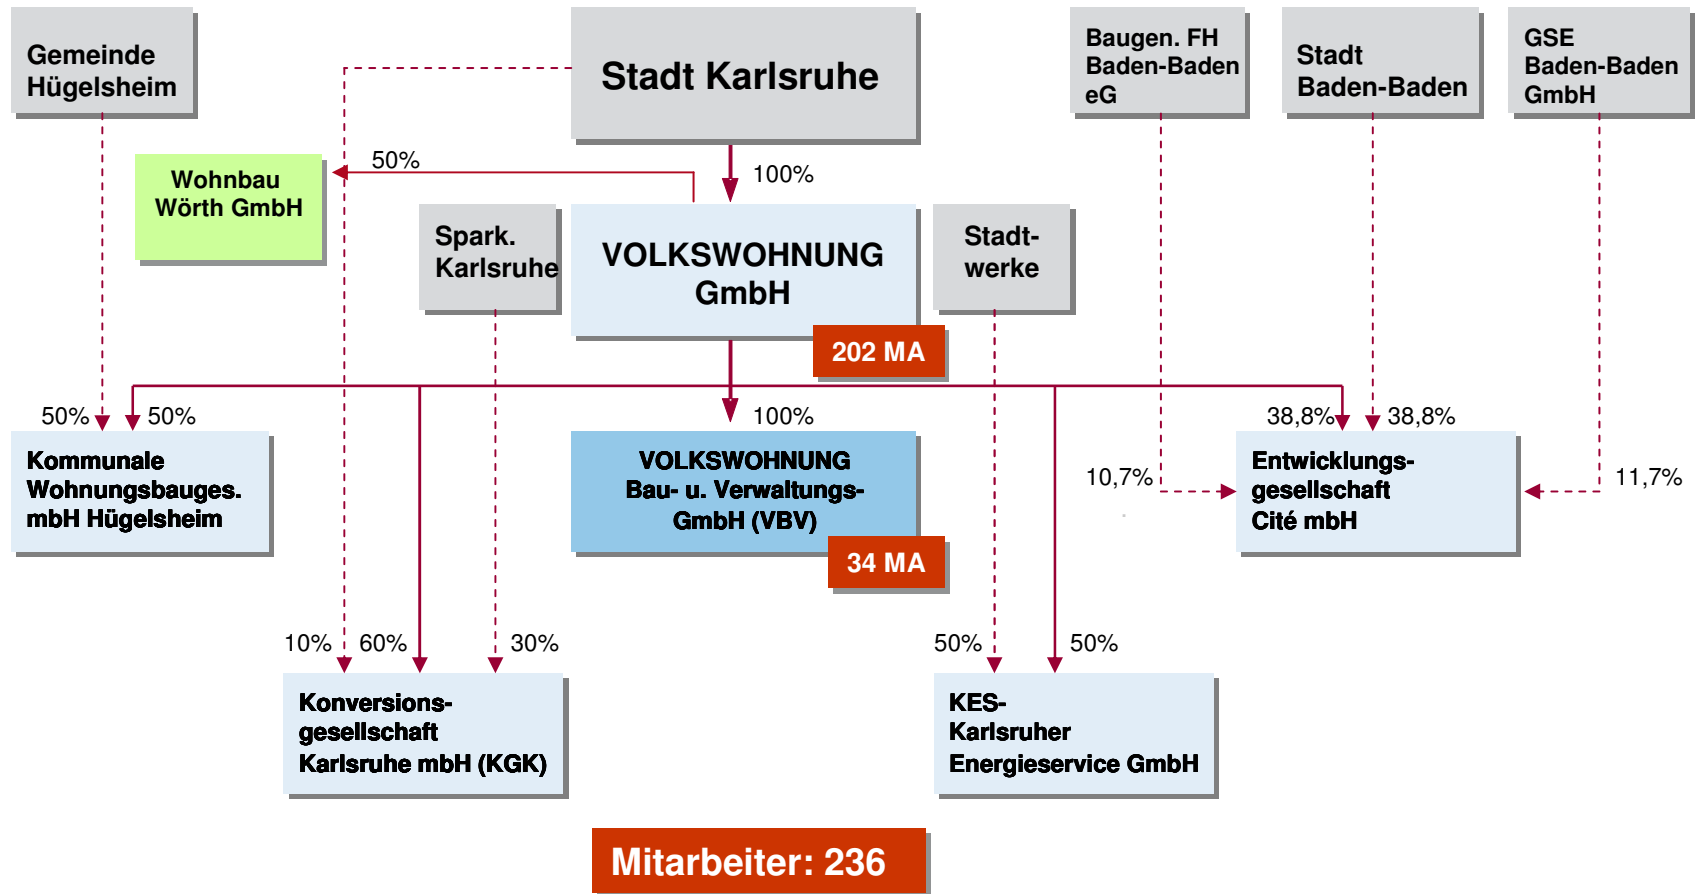 Gemeinde
Hügelsheim
Stadt Karlsruhe
Baugen. FH
Baden-Baden
eG
Stadt
Baden-Baden
GSE
Baden-Baden
GmbH
50%
100%
Wohnbau
Wörth GmbH
Spark.
Karlsruhe
VOLKSWOHNUNG
GmbH
Stadt-
werke
202 MA
50%
50%
100%
38,8%
38,8%
Kommunale
Wohnungsbauges.
mbH Hügelsheim
VOLKSWOHNUNG
Bau- u. Verwaltungs-
GmbH (VBV)
10,7%
Entwicklungs-
gesellschaft
Cité mbH
11,7%
34 MA
10%
60%
30%
50%
50%
Konversions-
gesellschaft
Karlsruhe mbH (KGK)
KES-
Karlsruher
Energieservice GmbH
Mitarbeiter: 236